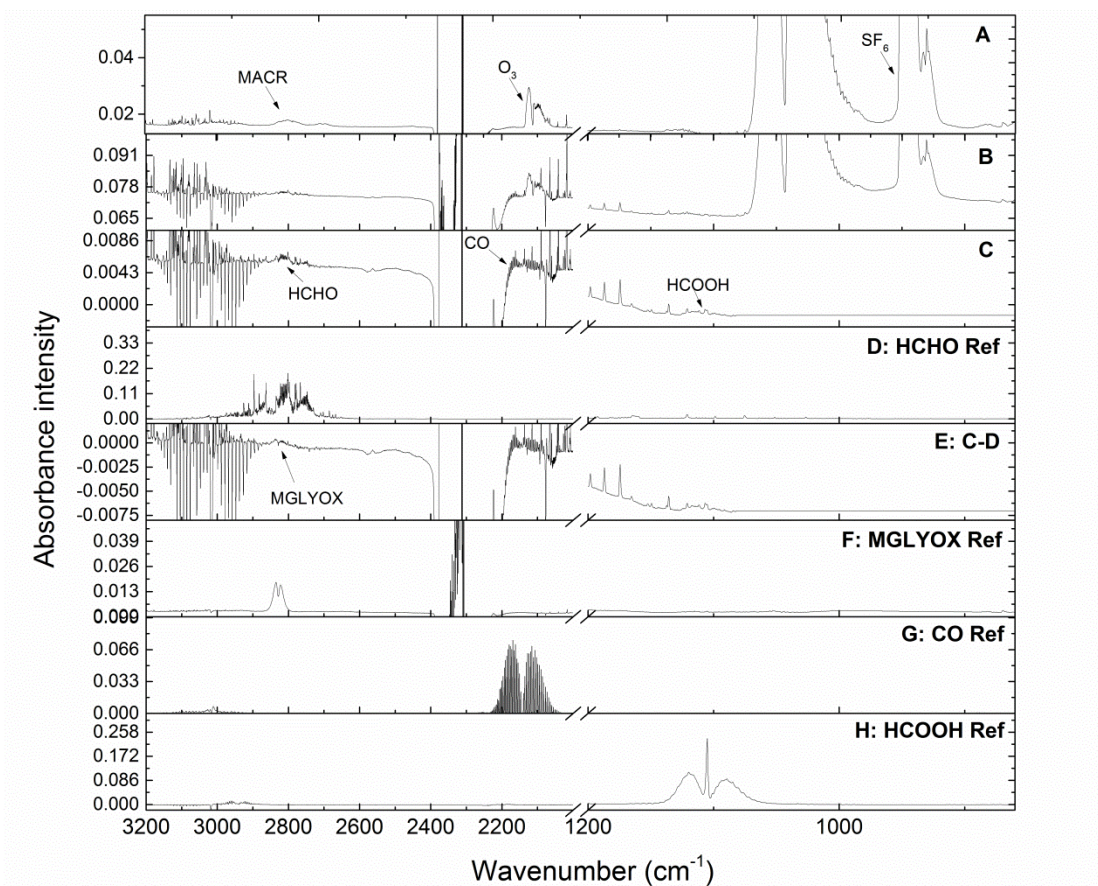 A
0.04
MACR
O3
SF6
0.02
B
0.091
0.078
0.065
C
0.0086
CO
0.0043
HCHO
HCOOH
0.0000
D: HCHO Ref
0.33
0.22
0.11
0.00
E: C-D
0.0000
-0.0025
MGLYOX
-0.0050
-0.0075
F: MGLYOX Ref
0.039
0.026
0.013
G: CO Ref
0.066
0.033
0.000
H: HCOOH Ref
0.258
0.172
0.086
0.000
3200 3000 2800 2600 2400 2200 1200 1000
Absorbance intensity
Wavenumber (cm-1)